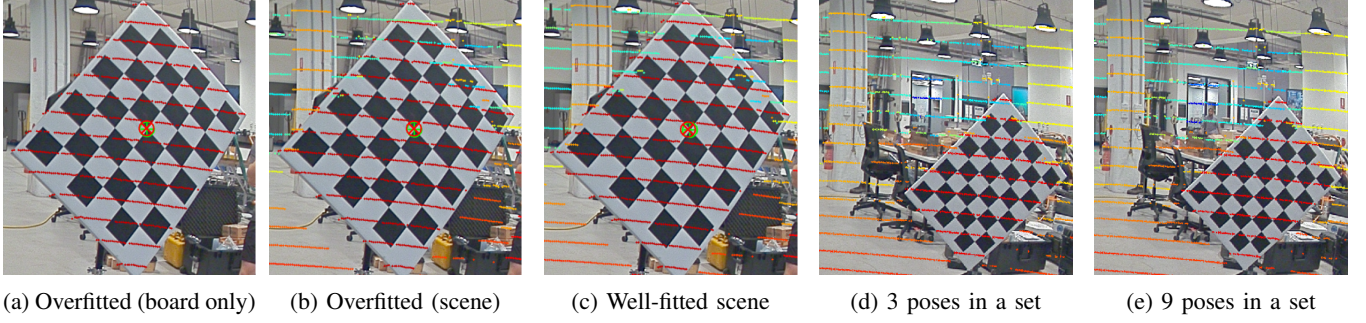 (a) Overfitted (board only)
(b) Overfitted (scene)
(c) Well-fitted scene
(d) 3 poses in a set
(e) 9 poses in a set